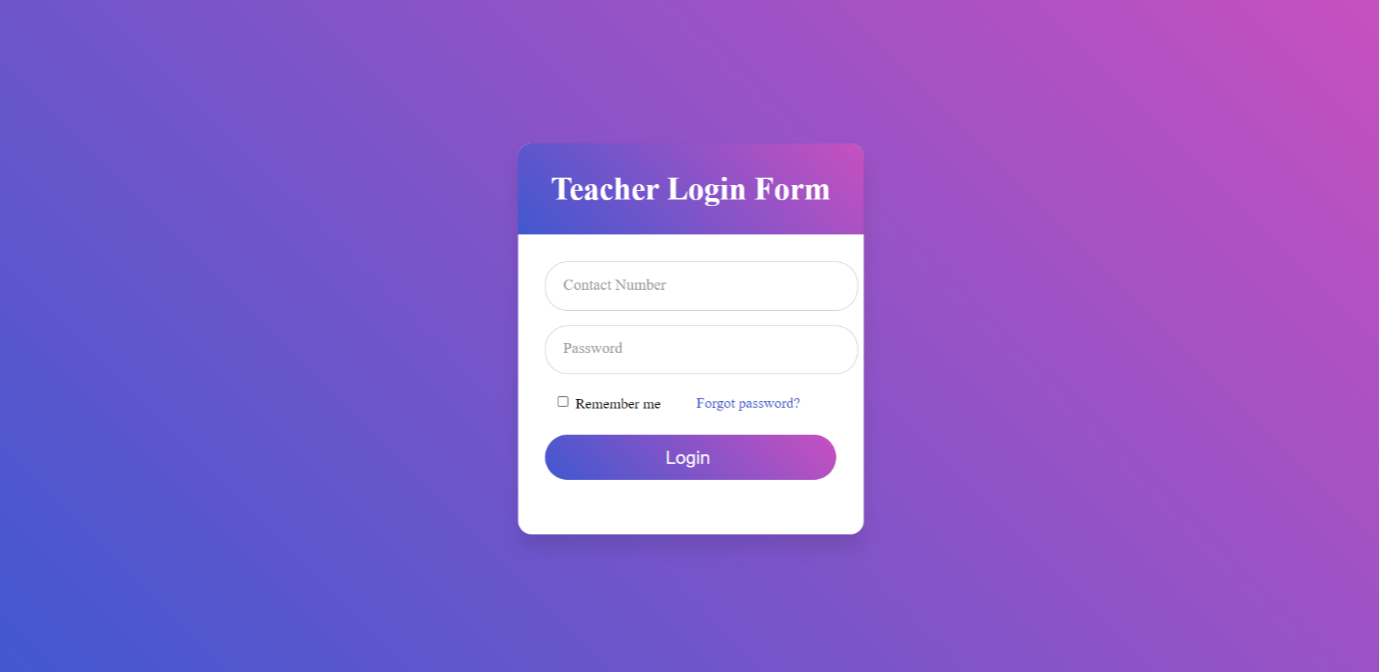 Teacher Login Form
Contact Number
Password
Remember me Forgot password?
Login